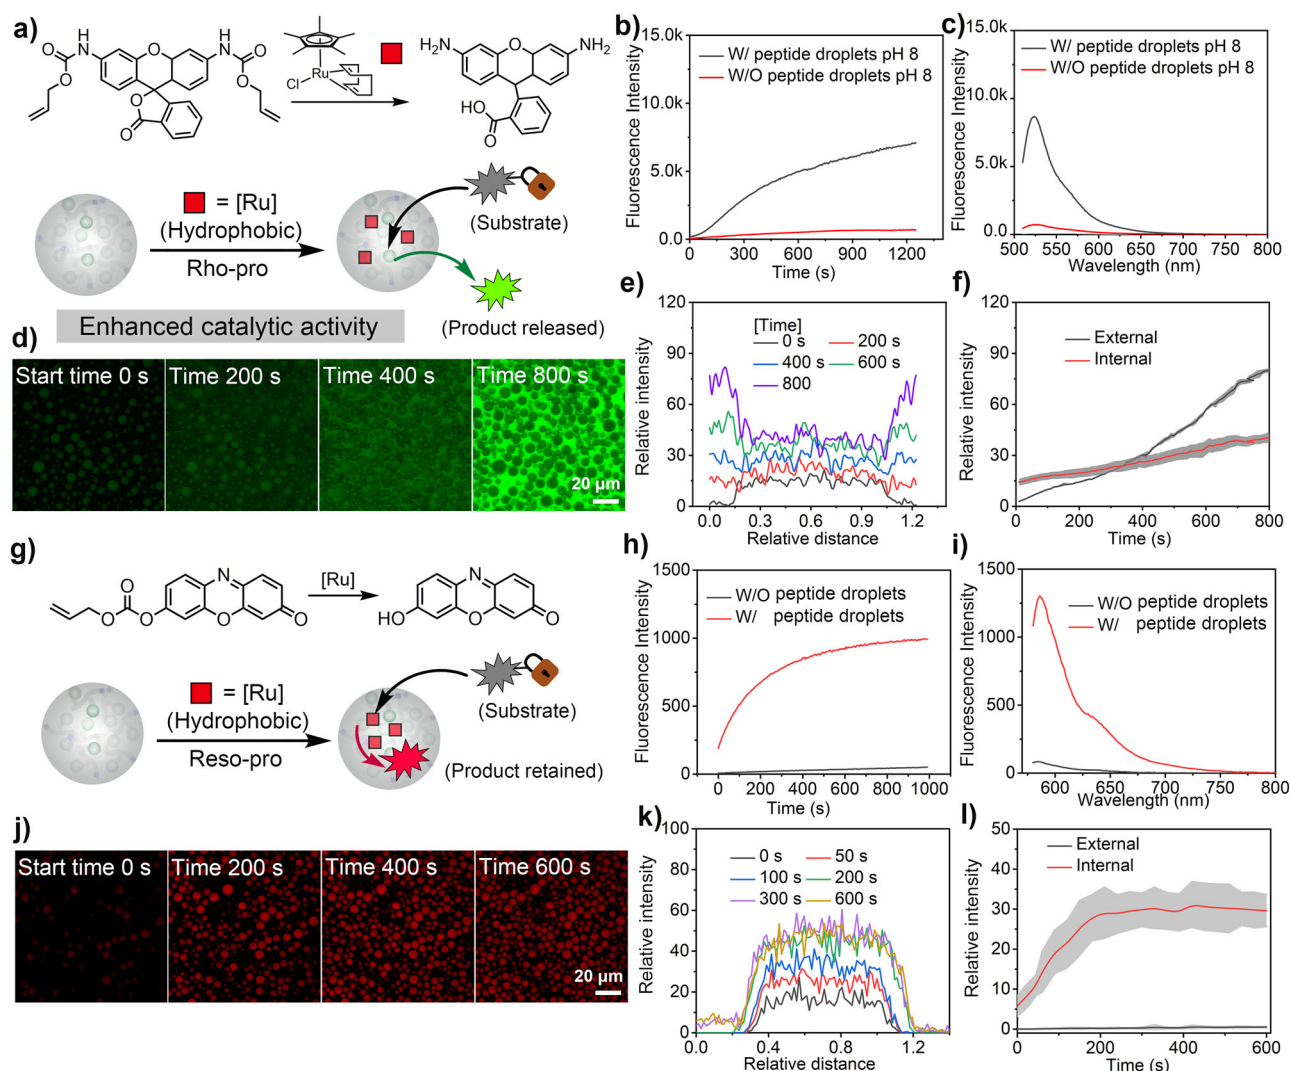 a)
H
N
O
O
O
H
N
O
O
O
O
Cl
Ru
H₂N
O
NH₂
HO
O
= [Ru]
(Hydrophobic)
Rho-pro
(Substrate)
(Product released)
Enhanced catalytic activity
b)
Fluorescence Intensity
15.0k
10.0k
5.0k
0.0
W/ peptide droplets pH 8
W/O peptide droplets pH 8
0 300 600 900 1200
Time (s)
c)
Fluorescence Intensity
15.0k
10.0k
5.0k
0.0
W/ peptide droplets pH 8
W/O peptide droplets pH 8
500 550 600 650 700 750 800
Wavelength (nm)
d)
Start time 0 s
Time 200 s
Time 400 s
Time 800 s
20 μm
e)
Relative intensity
120
90
60
30
0
[Time]
0 s 200 s
400 s 600 s
800
0.0 0.3 0.6 0.9 1.2
Relative distance
f)
Relative intensity
120
90
60
30
0
External
Internal
0 200 400 600 800
Time (s)
g)
O
O
O
N
O
O
[Ru]
HO
N
O
O
= [Ru]
(Hydrophobic)
Reso-pro
(Substrate)
(Product retained)
h)
Fluorescence Intensity
1500
1000
500
0
W/O peptide droplets
W/ peptide droplets
0 200 400 600 800 1000
Time (s)
i)
Fluorescence Intensity
1500
1000
500
0
W/O peptide droplets
W/ peptide droplets
600 650 700 750 800
Wavelength (nm)
j)
Start time 0 s
Time 200 s
Time 400 s
Time 600 s
20 μm
k)
Relative intensity
100
80
60
40
20
0
0 s 50 s
100 s 200 s
300 s 600 s
0.0 0.4 0.8 1.2
Relative distance
l)
Relative intensity
50
40
30
20
10
0
External
Internal
0 200 400 600
Time (s)